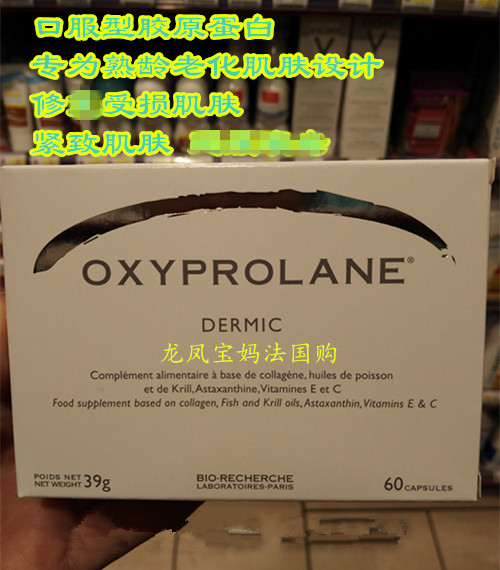 口服型胶原蛋白
专为熟龄老化肌肤设计
修 受损肌肤
紧致肌肤
OXYPROLANE®
DERMIC
龙凤宝妈法国购
Complément alimentaire à base de collagène, huiles de poisson
et de Krill, Astaxanthine, Vitamines E et C
Food supplement based on collagen, Fish and Krill oils, Astaxanthin, Vitamins E & C
POIDS NET
NET WEIGHT 39g
BIO-RECHERCHE
LABORATOIRES-PARIS
60 CAPSULES